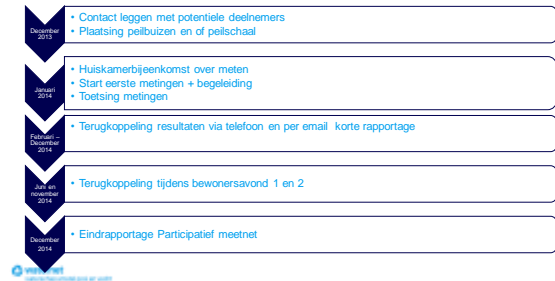 December
2013
• Contact leggen met potentiele deelnemers
• Plaatsing peilbuizen en of peilschaal
Januari
2014
• Huiskamerbijeenkomst over meten
• Start eerste metingen + begeleiding
• Toetsing metingen
Februari –
December
2014
• Terugkoppeling resultaten via telefoon en per email korte rapportage
Juni en
november
2014
• Terugkoppeling tijdens bewonersavond 1 en 2
December
2014
• Eindrapportage Participatief meetnet